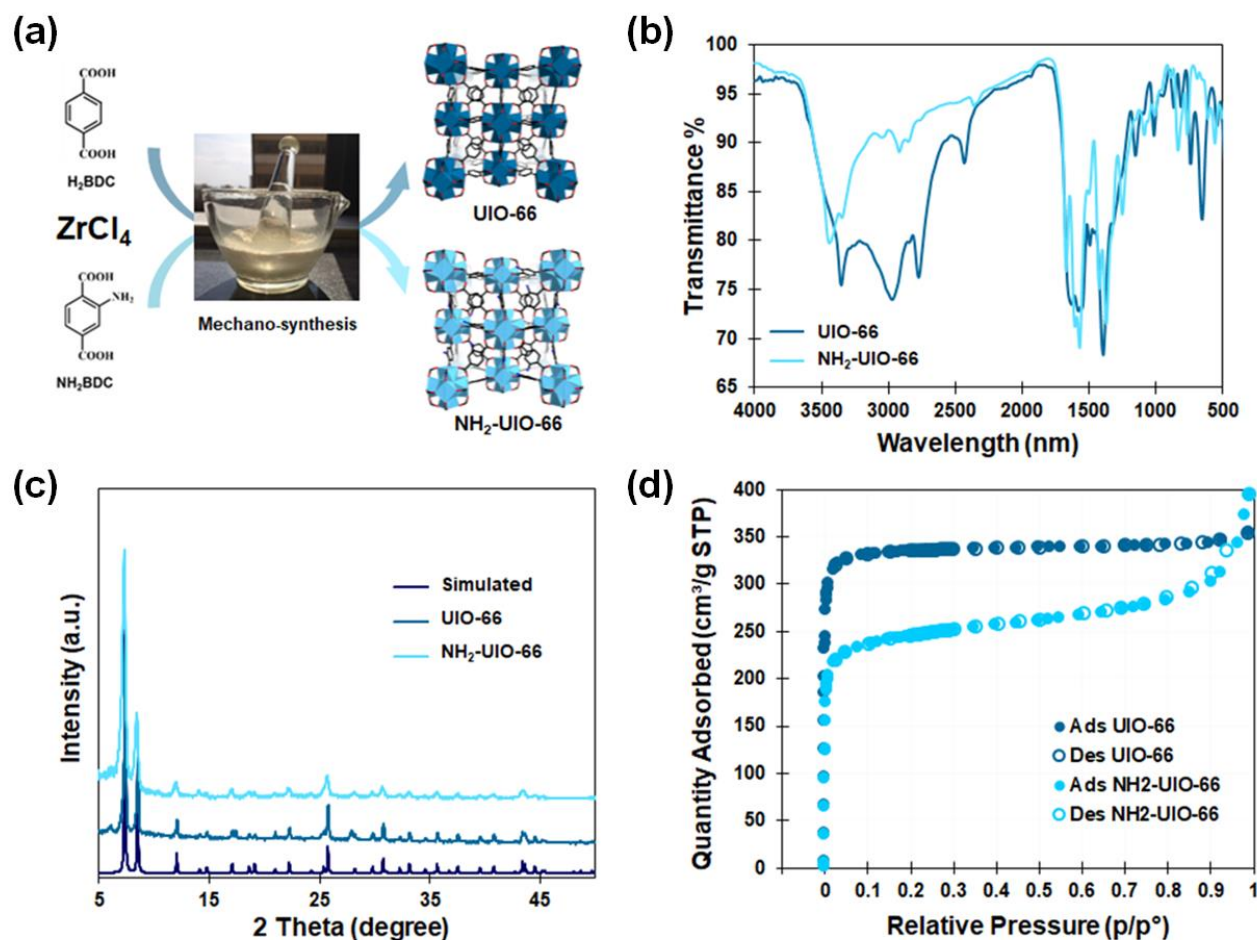 (a)
COOH
COOH
H₂BDC
ZrCl₄
COOH
NH₂
COOH
NH₂BDC
Mechano-synthesis
UIO-66
NH₂-UIO-66
(b)
Transmittance %
100
95
90
85
80
75
70
65
UIO-66
NH₂-UIO-66
4000 3500 3000 2500 2000 1500 1000 500
Wavelength (nm)
(c)
Intensity (a.u.)
Simulated
UIO-66
NH₂-UIO-66
5 15 25 35 45
2 Theta (degree)
(d)
Quantity Adsorbed (cm³/g STP)
400
350
300
250
200
150
100
50
0
Ads UIO-66
Des UIO-66
Ads NH2-UIO-66
Des NH2-UIO-66
0 0.1 0.2 0.3 0.4 0.5 0.6 0.7 0.8 0.9 1
Relative Pressure (p/p°)